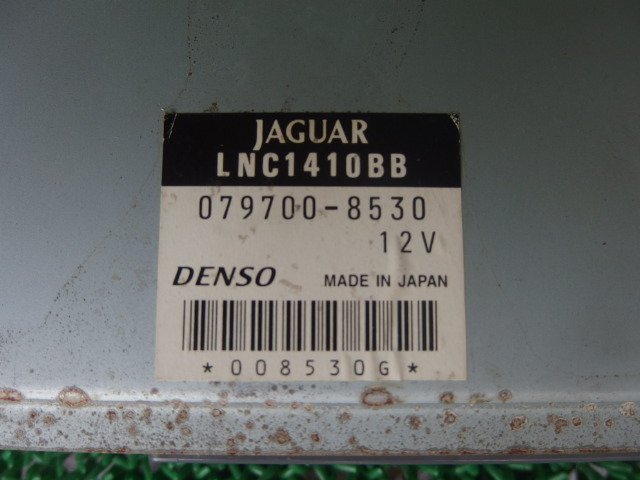 JAGUAR
LNC1410BB
079700-8530
12V
DENSO MADE IN JAPAN
*008530G*